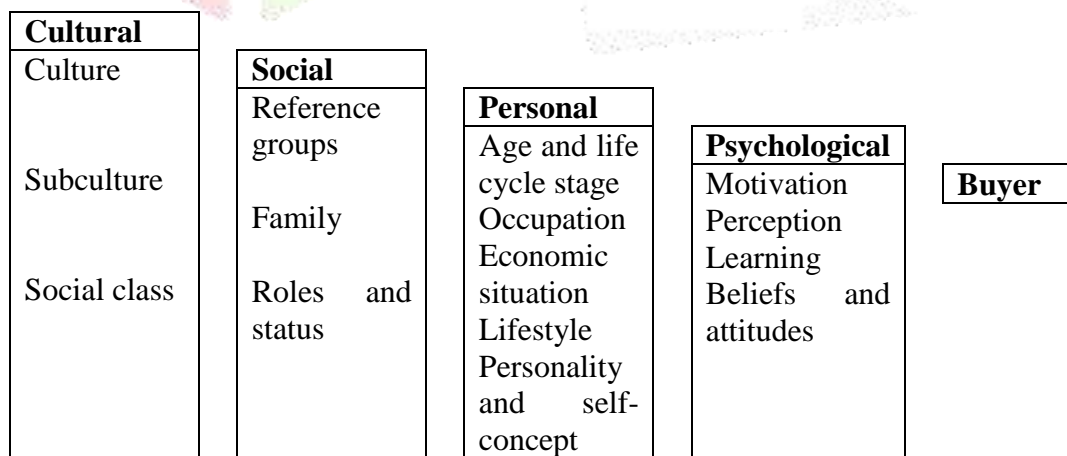 Cultural
Culture
Subculture
Social class
Social
Reference
groups
Family
Roles and
status
Personal
Age and life
cycle stage
Occupation
Economic
situation
Lifestyle
Personality
and self-
concept
Psychological
Motivation
Perception
Learning
Beliefs and
attitudes
Buyer